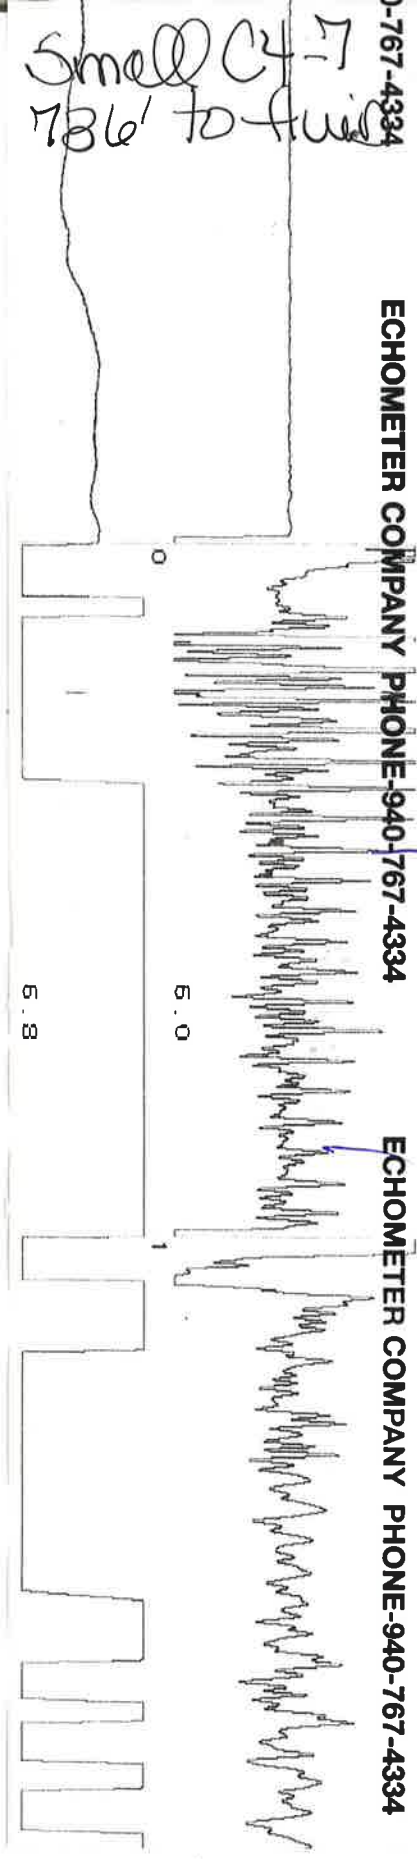 Small C4-7
736' to fluid
0-767-4334
ECHOMETER COMPANY PHONE-940-767-4334
ECHOMETER COMPANY PHONE-940-767-4334
0
1
6.0
6.8